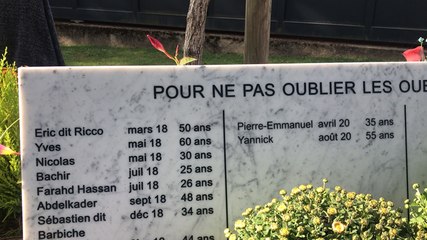 POUR NE PAS OUBLIER LES
Eric dit Ricco mars 18 50 ans
Yves mai 18 60 ans
Nicolas mai 18 30 ans
Bachir juil 18 25 ans
Farahd Hassan juil 18 26 ans
Abdelkader sept 18 48 ans
Sébastien dit déc 18 34 ans
Barbiche
44 ans
Pierre-Emmanuel avril 20 35 ans
Yannick août 20 55 ans